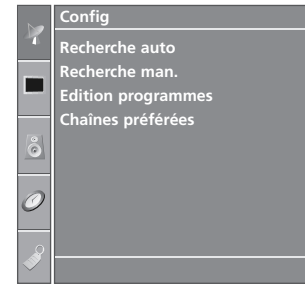 Config
Recherche auto
Recherche man.
Edition programmes
Chaînes préférées